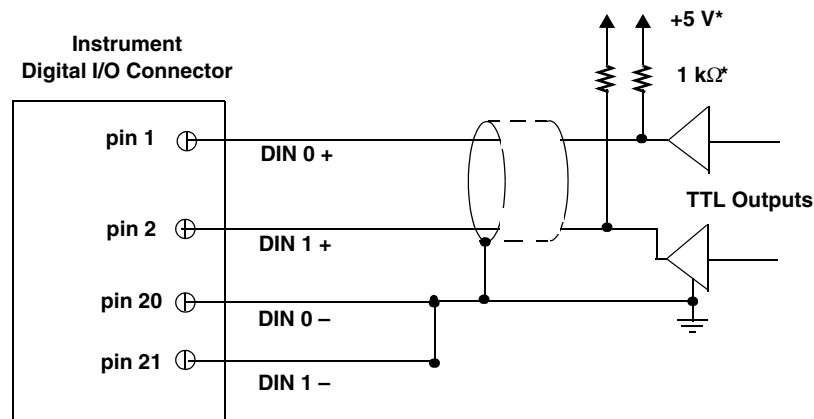 Instrument
Digital I/O Connector
+5 V*
1 kΩ*
pin 1
DIN 0 +
TTL Outputs
pin 2
DIN 1 +
pin 20
DIN 0 –
pin 21
DIN 1 –